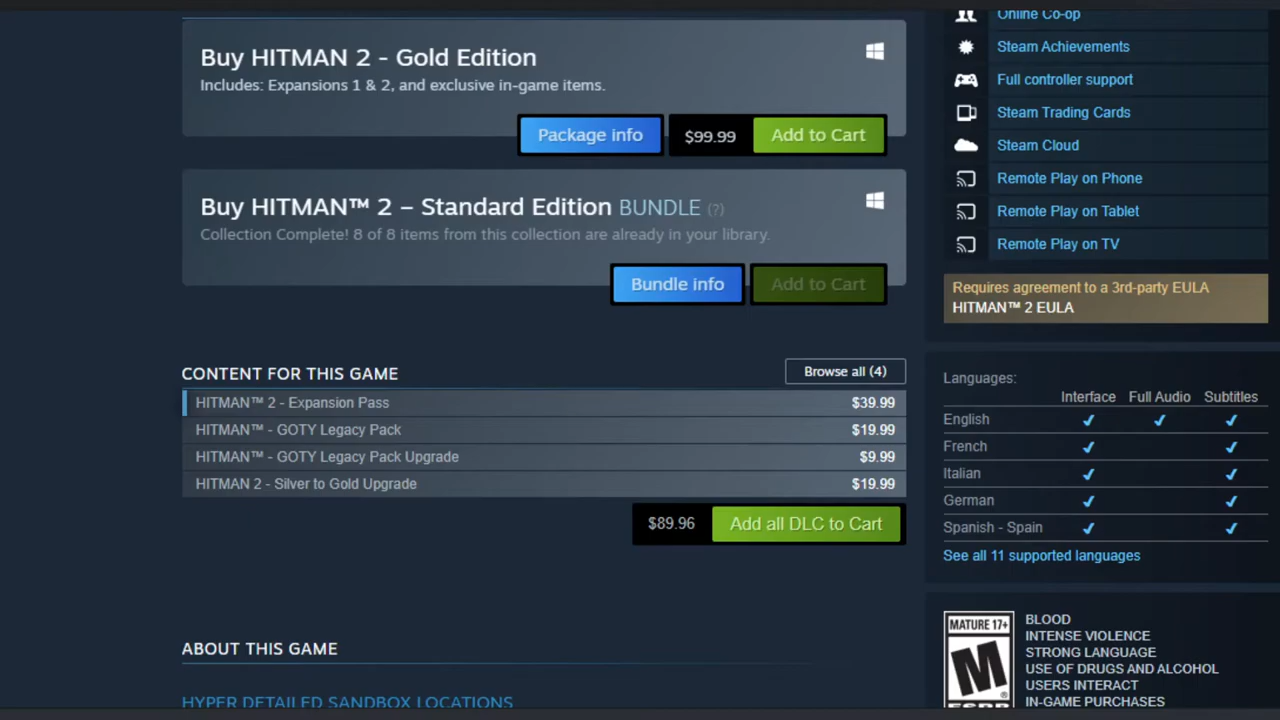 Buy HITMAN 2 - Gold Edition
Includes: Expansions 1 & 2, and exclusive in-game items.
Package info $99.99 Add to Cart
Buy HITMAN™ 2 – Standard Edition BUNDLE (?)
Collection Complete! 8 of 8 items from this collection are already in your library.
Bundle info Add to Cart
CONTENT FOR THIS GAME Browse all (4)
HITMAN™ 2 - Expansion Pass $39.99
HITMAN™ - GOTY Legacy Pack $19.99
HITMAN™ - GOTY Legacy Pack Upgrade $9.99
HITMAN 2 - Silver to Gold Upgrade $19.99
$89.96 Add all DLC to Cart
ABOUT THIS GAME
HYPER DETAILED SANDBOX LOCATIONS
Online Co-op
Steam Achievements
Full controller support
Steam Trading Cards
Steam Cloud
Remote Play on Phone
Remote Play on Tablet
Remote Play on TV
Requires agreement to a 3rd-party EULA
HITMAN™ 2 EULA
Languages:
Interface Full Audio Subtitles
English ✔ ✔ ✔
French ✔ ✔
Italian ✔ ✔
German ✔ ✔
Spanish - Spain ✔ ✔
See all 11 supported languages
MATURE 17+
M
®
ESRB
BLOOD
INTENSE VIOLENCE
STRONG LANGUAGE
USE OF DRUGS AND ALCOHOL
USERS INTERACT
IN-GAME PURCHASES